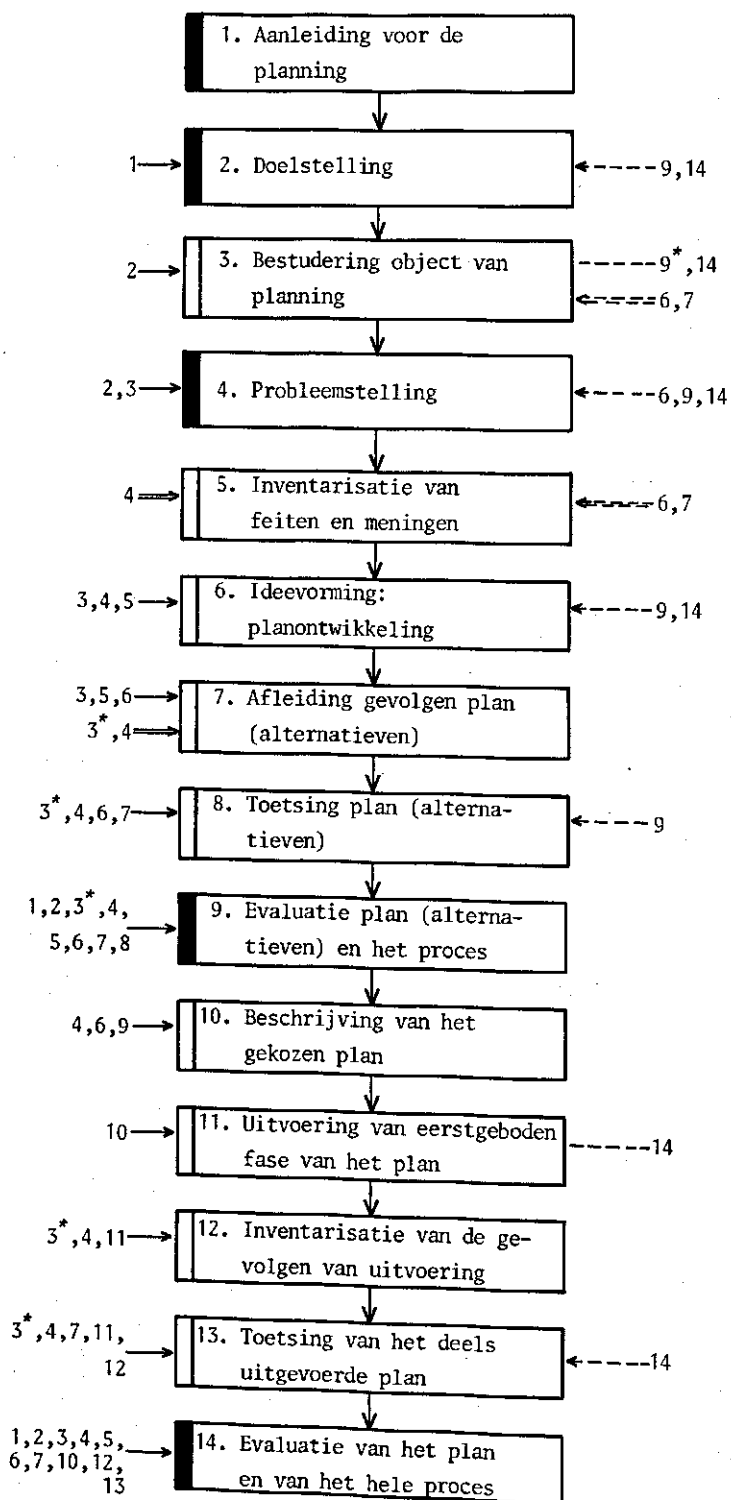 1. Aanleiding voor de
planning
1
2. Doelstelling
9,14
2
3. Bestudering object van
planning
9*,14
6,7
2,3
4. Probleemstelling
6,9,14
4
5. Inventarisatie van
feiten en meningen
6,7
3,4,5
6. Ideevorming:
planontwikkeling
9,14
3,5,6
3*,4
7. Afleiding gevolgen plan
(alternatieven)
3*,4,6,7
8. Toetsing plan (alterna-
tieven)
9
1,2,3*,4,
5,6,7,8
9. Evaluatie plan (alterna-
tieven) en het proces
4,6,9
10. Beschrijving van het
gekozen plan
10
11. Uitvoering van eerstgeboden
fase van het plan
14
3*,4,11
12. Inventarisatie van de ge-
volgen van uitvoering
3*,4,7,11,
12
13. Toetsing van het deels
uitgevoerde plan
14
1,2,3,4,5,
6,7,10,12,
13
14. Evaluatie van het plan
en van het hele proces